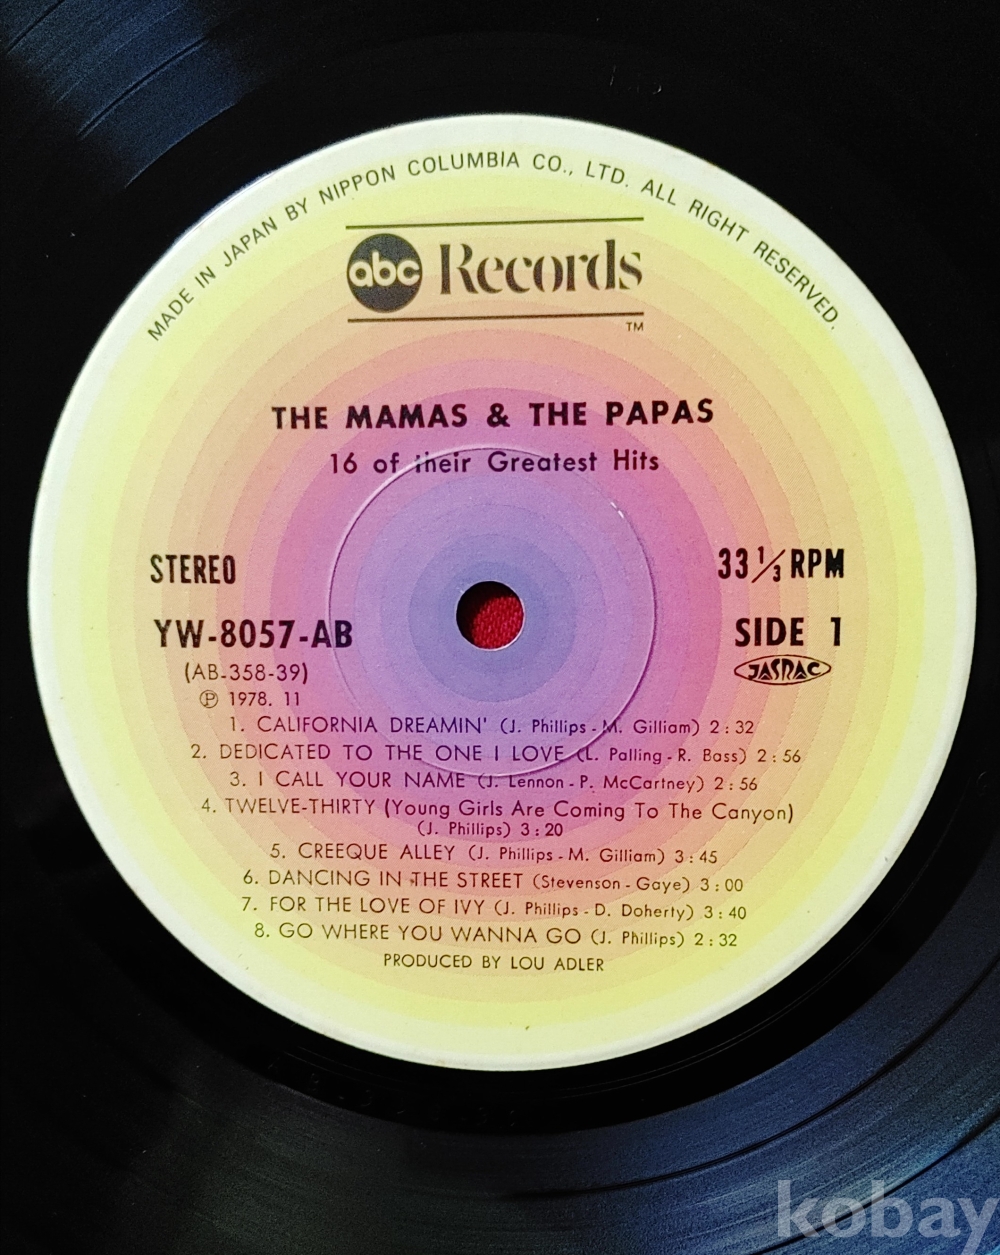 MADE IN JAPAN BY NIPPON COLUMBIA CO., LTD. ALL RIGHT RESERVED.
abc Records
TM
THE MAMAS & THE PAPAS
16 of their Greatest Hits
STEREO
33 1/3 RPM
YW-8057-AB
SIDE 1
(AB-358-39)
JASRAC
Ⓟ 1978. 11
1. CALIFORNIA DREAMIN' (J. Phillips - M. Gilliam) 2:32
2. DEDICATED TO THE ONE I LOVE (L. Palling - R. Bass) 2:56
3. I CALL YOUR NAME (J. Lennon - P. McCartney) 2:56
4. TWELVE-THIRTY (Young Girls Are Coming To The Canyon)
(J. Phillips) 3:20
5. CREEQUE ALLEY (J. Phillips - M. Gilliam) 3:45
6. DANCING IN THE STREET (Stevenson - Gaye) 3:00
7. FOR THE LOVE OF IVY (J. Phillips - D. Doherty) 3:40
8. GO WHERE YOU WANNA GO (J. Phillips) 2:32
PRODUCED BY LOU ADLER
kobay